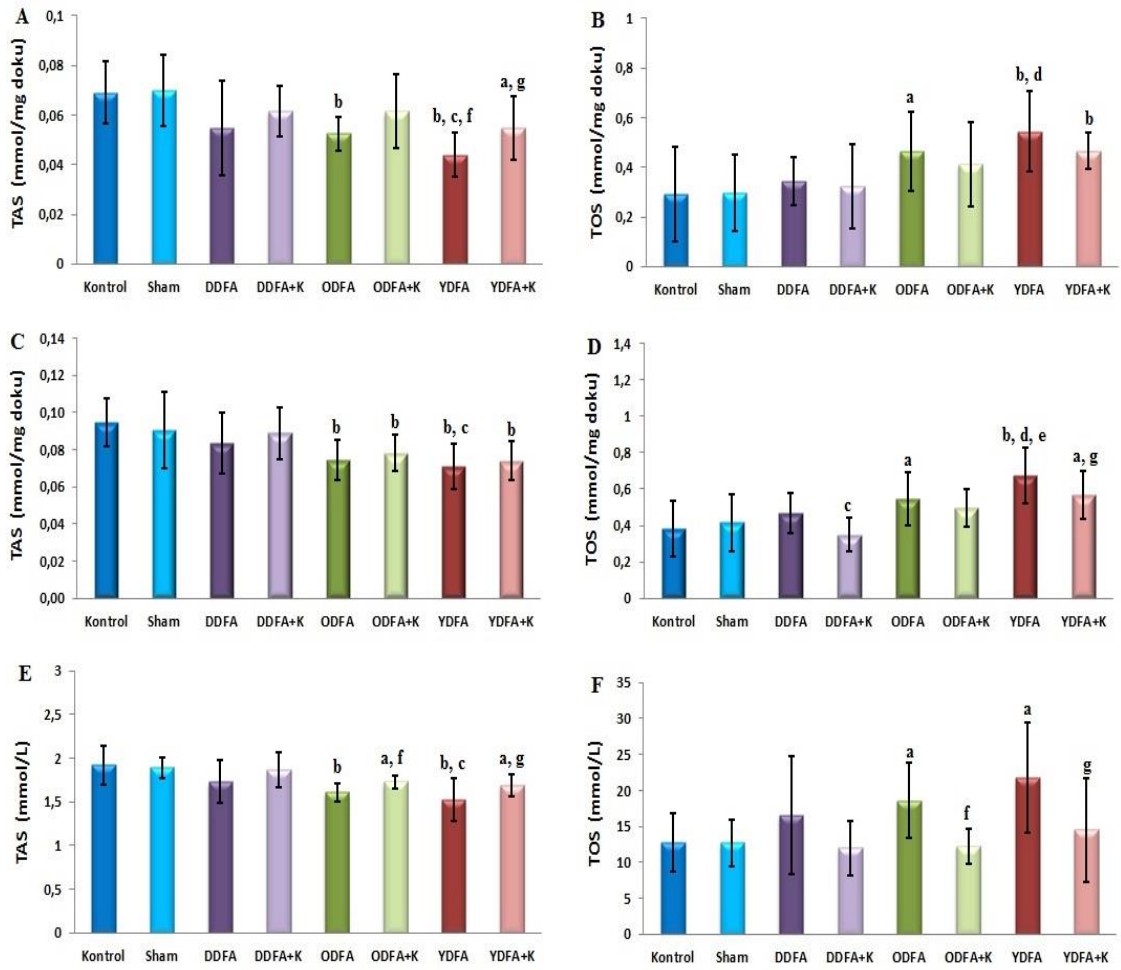 A
TAS (mmol/mg doku)
0,1
0,08
0,06
0,04
0,02
0
b
b, c, f
a, g
Kontrol Sham DDFA DDFA+K ODFA ODFA+K YDFA YDFA+K
B
TOS (mmol/mg doku)
1
0,8
0,6
0,4
0,2
0
a
b, d
b
Kontrol Sham DDFA DDFA+K ODFA ODFA+K YDFA YDFA+K
C
TAS (mmol/mg doku)
0,14
0,12
0,10
0,08
0,06
0,04
0,02
0,00
b
b
b, c
b
Kontrol Sham DDFA DDFA+K ODFA ODFA+K YDFA YDFA+K
D
TOS (mmol/mg doku)
1,4
1,2
1
0,8
0,6
0,4
0,2
0
c
a
b, d, e
a, g
Kontrol Sham DDFA DDFA+K ODFA ODFA+K YDFA YDFA+K
E
TAS (mmol/L)
3
2,5
2
1,5
1
0,5
0
b
a, f
b, c
a, g
Kontrol Sham DDFA DDFA+K ODFA ODFA+K YDFA YDFA+K
F
TOS (mmol/L)
35
30
25
20
15
10
5
0
a
f
a
g
Kontrol Sham DDFA DDFA+K ODFA ODFA+K YDFA YDFA+K